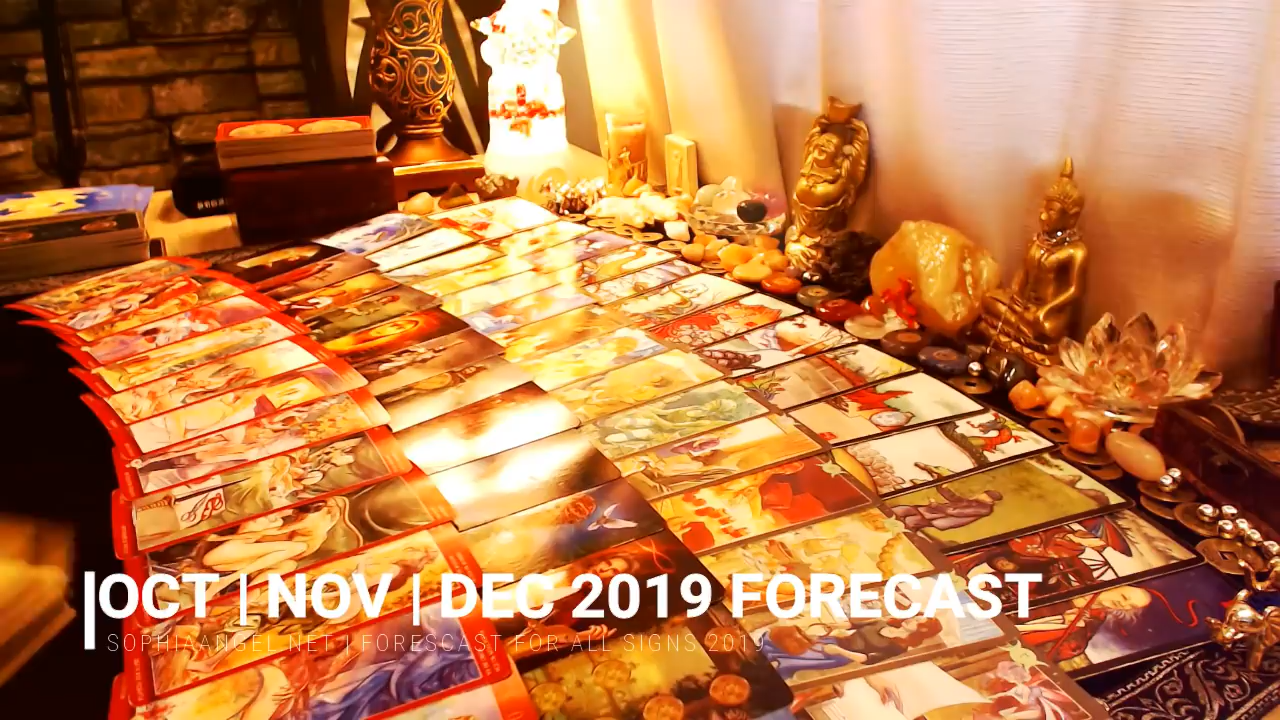 |OCT | NOV | DEC 2019 FORECAST
SOPHIAANGEL.NET | FORESCAST FOR ALL SIGNS 2019